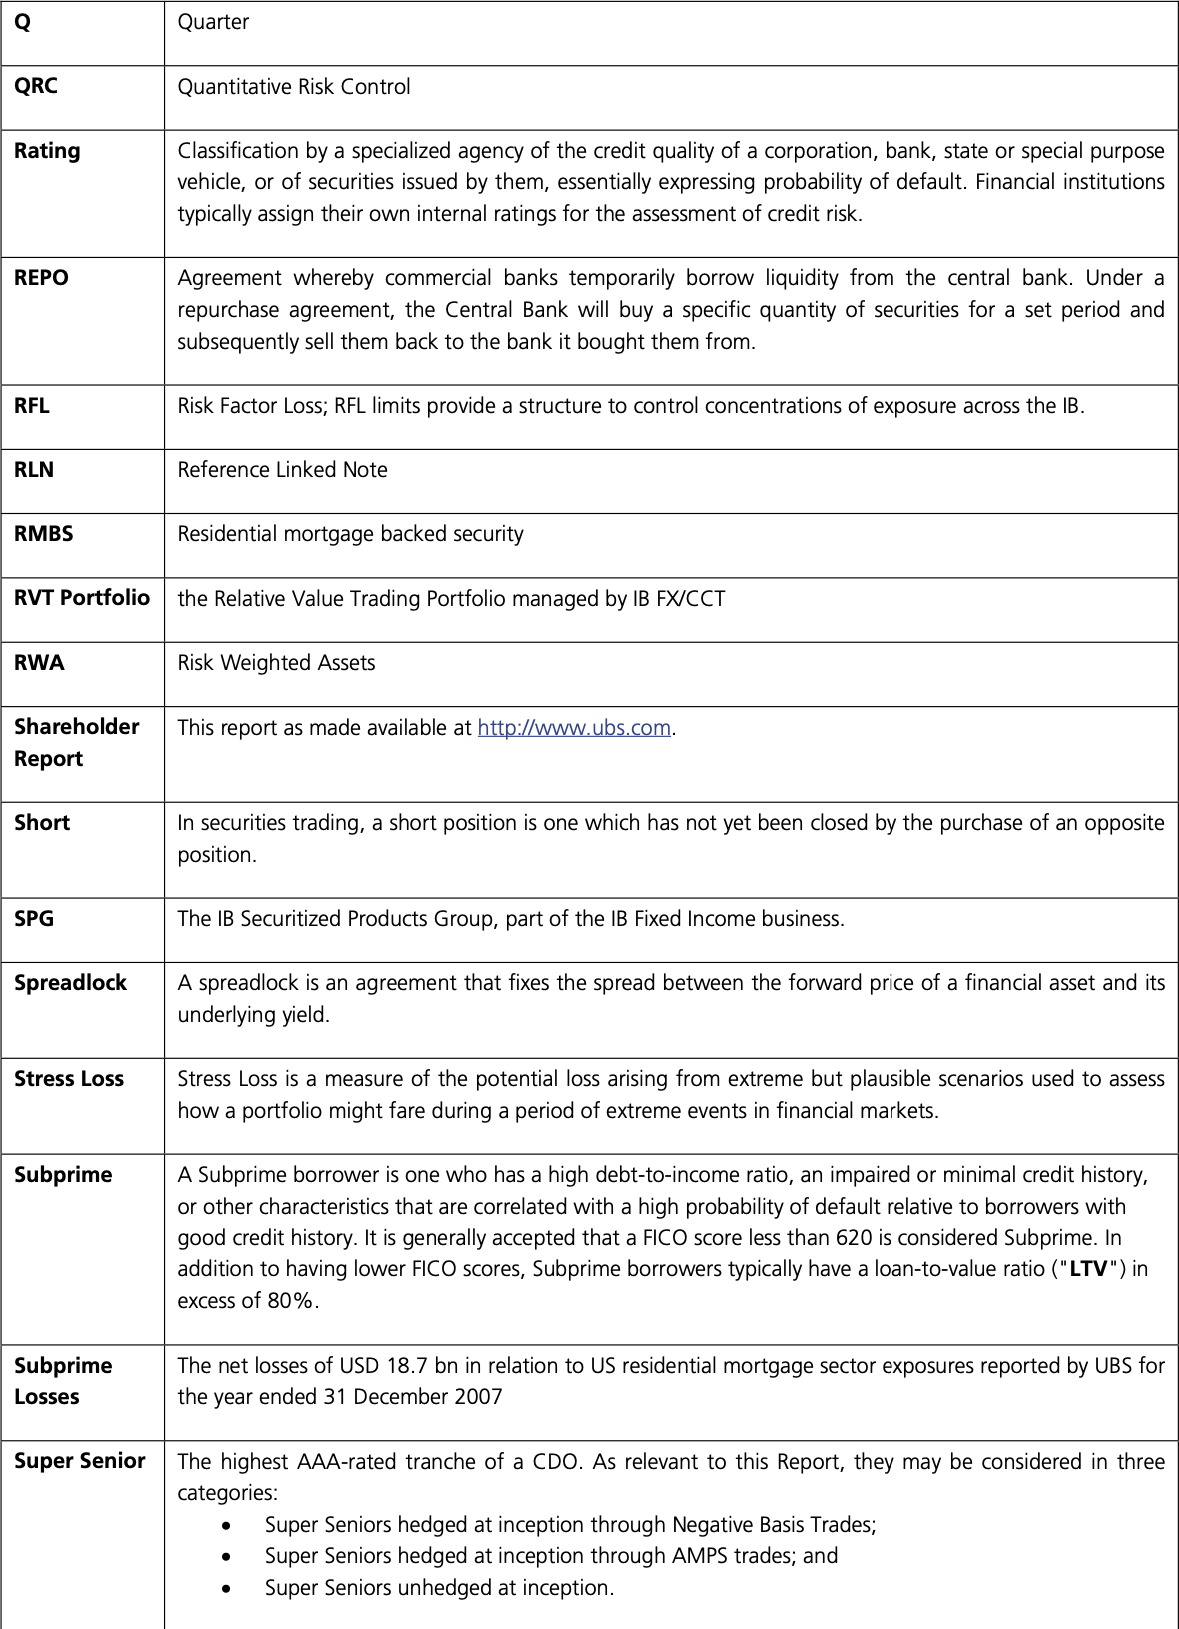 Q Quarter
QRC Quantitative Risk Control
Rating Classification by a specialized agency of the credit quality of a corporation, bank, state or special purpose
vehicle, or of securities issued by them, essentially expressing probability of default. Financial institutions
typically assign their own internal ratings for the assessment of credit risk.
REPO Agreement whereby commercial banks temporarily borrow liquidity from the central bank. Under a
repurchase agreement, the Central Bank will buy a specific quantity of securities for a set period and
subsequently sell them back to the bank it bought them from.
RFL Risk Factor Loss; RFL limits provide a structure to control concentrations of exposure across the IB.
RLN Reference Linked Note
RMBS Residential mortgage backed security
RVT Portfolio the Relative Value Trading Portfolio managed by IB FX/CCT
RWA Risk Weighted Assets
Shareholder This report as made available at http://www.ubs.com.
Report
Short In securities trading, a short position is one which has not yet been closed by the purchase of an opposite
position.
SPG The IB Securitized Products Group, part of the IB Fixed Income business.
Spreadlock A spreadlock is an agreement that fixes the spread between the forward price of a financial asset and its
underlying yield.
Stress Loss Stress Loss is a measure of the potential loss arising from extreme but plausible scenarios used to assess
how a portfolio might fare during a period of extreme events in financial markets.
Subprime A Subprime borrower is one who has a high debt-to-income ratio, an impaired or minimal credit history,
or other characteristics that are correlated with a high probability of default relative to borrowers with
good credit history. It is generally accepted that a FICO score less than 620 is considered Subprime. In
addition to having lower FICO scores, Subprime borrowers typically have a loan-to-value ratio ("LTV") in
excess of 80%.
Subprime The net losses of USD 18.7 bn in relation to US residential mortgage sector exposures reported by UBS for
Losses the year ended 31 December 2007
Super Senior The highest AAA-rated tranche of a CDO. As relevant to this Report, they may be considered in three
categories:
• Super Seniors hedged at inception through Negative Basis Trades;
• Super Seniors hedged at inception through AMPS trades; and
• Super Seniors unhedged at inception.